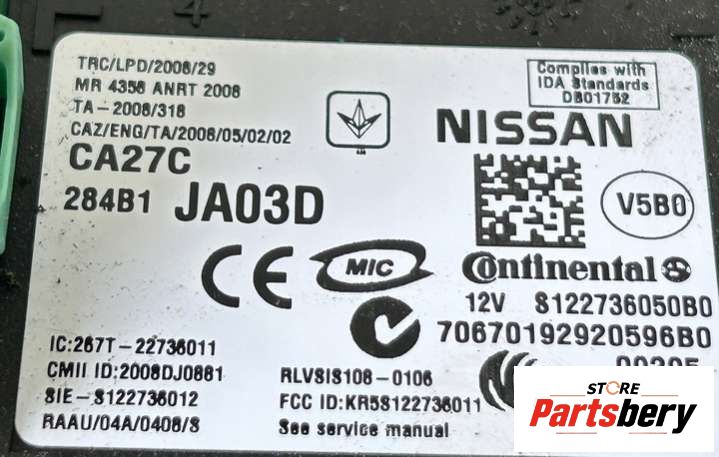 TRC/LPD/2008/29
MR 4358 ANRT 2008
TA-2008/318
CAZ/ENG/TA/2008/05/02/02
CA27C
284B1 JA03D
Complies with
IDA Standards
DB01752
NISSAN
V5B0
CE
MIC
Continental
12V S122736050B0
70670192920596B0
IC:267T-22736011
CMII ID:2008DJ0881
SIE-S122736012
RAAU/04A/0408/S
RLVSIS108-0106
FCC ID:KR5S122736011
See service manual
STORE
Partsbery